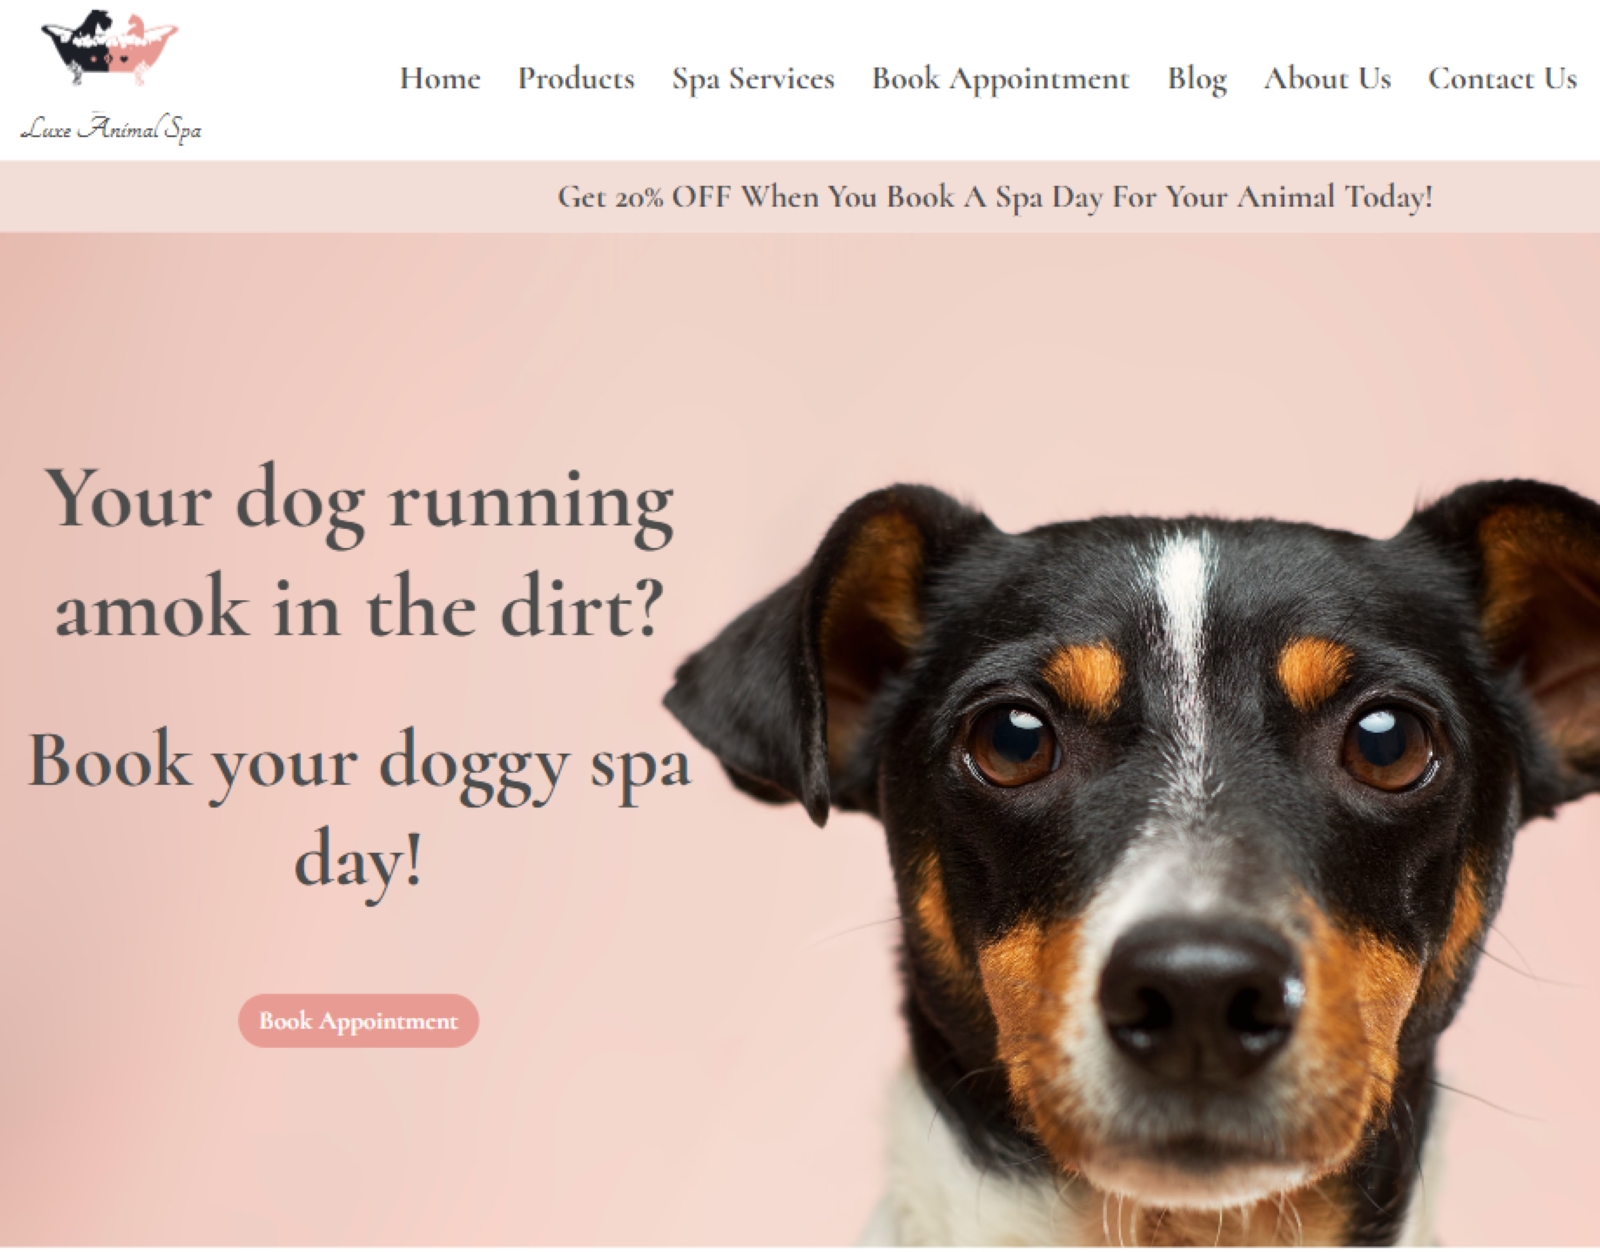 Luxe Animal Spa
Home Products Spa Services Book Appointment Blog About Us Contact Us
Get 20% OFF When You Book A Spa Day For Your Animal Today!
Your dog running
amok in the dirt?
Book your doggy spa
day!
Book Appointment